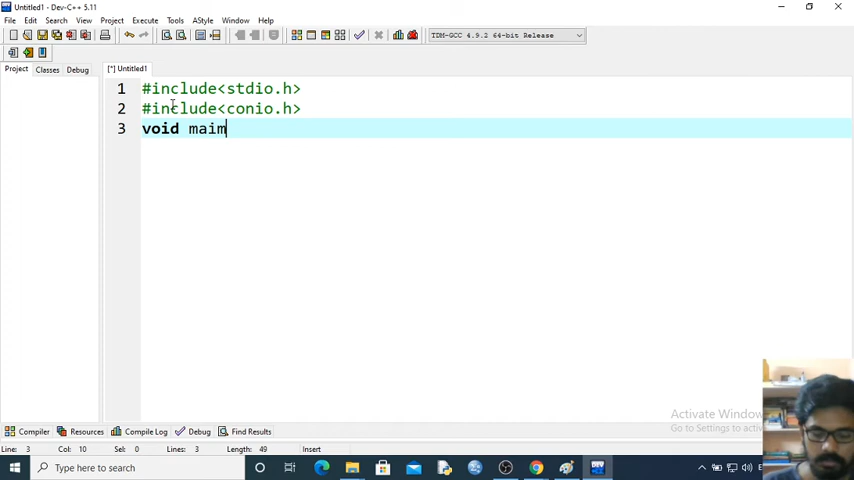 Untitled1 - Dev-C++ 5.11
File Edit Search View Project Execute Tools AStyle Window Help
TDM-GCC 4.9.2 64-bit Release
Project Classes Debug
[*] Untitled1
1 #include<stdio.h>
2 #include<conio.h>
3 void maim
Activate Window
Go to Settings to activ
Compiler Resources Compile Log Debug Find Results
Line: 3 Col: 10 Sel: 0 Lines: 3 Length: 49 Insert
Type here to search
DEV